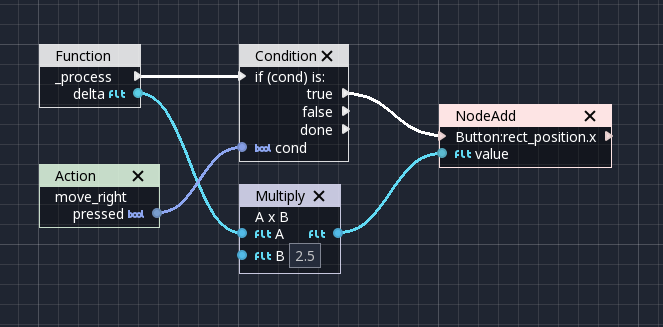 Function
_process
delta flt
Action
move_right
pressed bool
Condition
if (cond) is:
true
false
done
bool cond
Multiply
A x B
flt A flt
flt B 2.5
NodeAdd
Button:rect_position.x
flt value